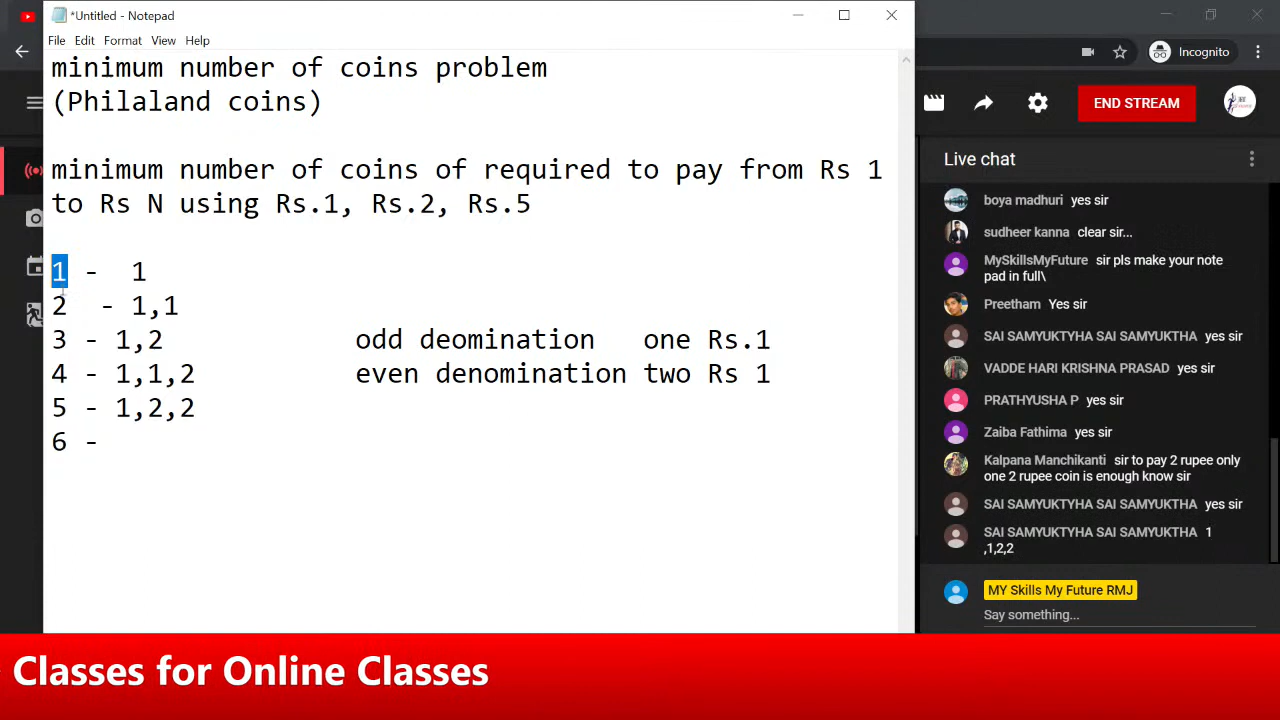 *Untitled - Notepad
File Edit Format View Help
minimum number of coins problem
(Philaland coins)
minimum number of coins of required to pay from Rs 1
to Rs N using Rs.1, Rs.2, Rs.5
1 - 1
2 - 1,1
3 - 1,2 odd deomination one Rs.1
4 - 1,1,2 even denomination two Rs 1
5 - 1,2,2
6 -
Incognito
END STREAM
Live chat
boya madhuri yes sir
sudheer kanna clear sir...
MySkillsMyFuture sir pls make your note
pad in full\
Preetham Yes sir
SAI SAMYUKTYHA SAI SAMYUKTHA yes sir
VADDE HARI KRISHNA PRASAD yes sir
PRATHYUSHA P yes sir
Zaiba Fathima yes sir
Kalpana Manchikanti sir to pay 2 rupee only
one 2 rupee coin is enough know sir
SAI SAMYUKTYHA SAI SAMYUKTHA yes sir
SAI SAMYUKTYHA SAI SAMYUKTHA 1
,1,2,2
MY Skills My Future RMJ
Say something...
Classes for Online Classes